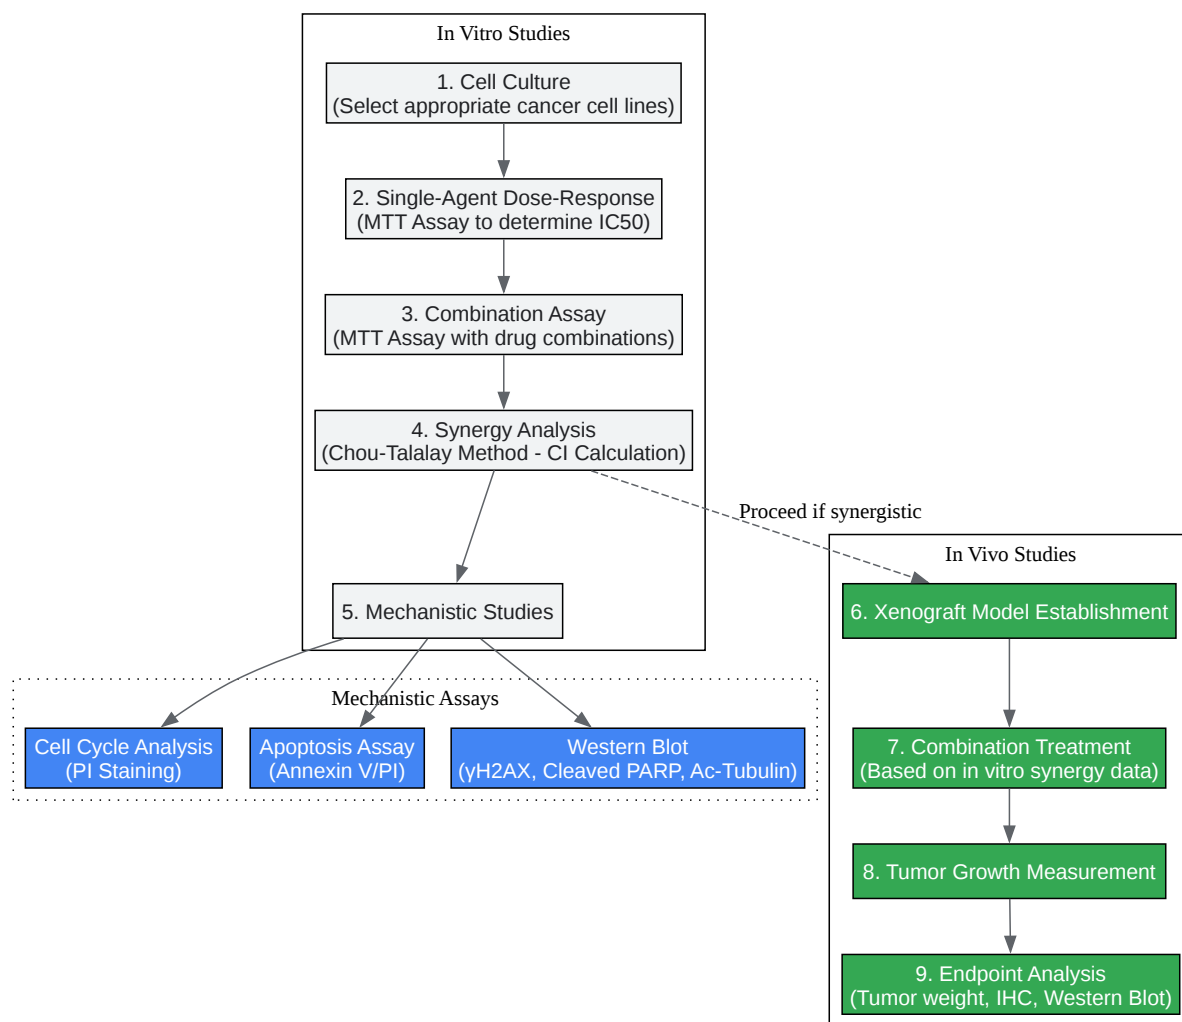 In Vitro Studies
1. Cell Culture
(Select appropriate cancer cell lines)
2. Single-Agent Dose-Response
(MTT Assay to determine IC50)
3. Combination Assay
(MTT Assay with drug combinations)
4. Synergy Analysis
(Chou-Talalay Method - CI Calculation)
5. Mechanistic Studies
Mechanistic Assays
Cell Cycle Analysis
(PI Staining)
Apoptosis Assay
(Annexin V/PI)
Western Blot
(γH2AX, Cleaved PARP, Ac-Tubulin)
Proceed if synergistic
In Vivo Studies
6. Xenograft Model Establishment
7. Combination Treatment
(Based on in vitro synergy data)
8. Tumor Growth Measurement
9. Endpoint Analysis
(Tumor weight, IHC, Western Blot)